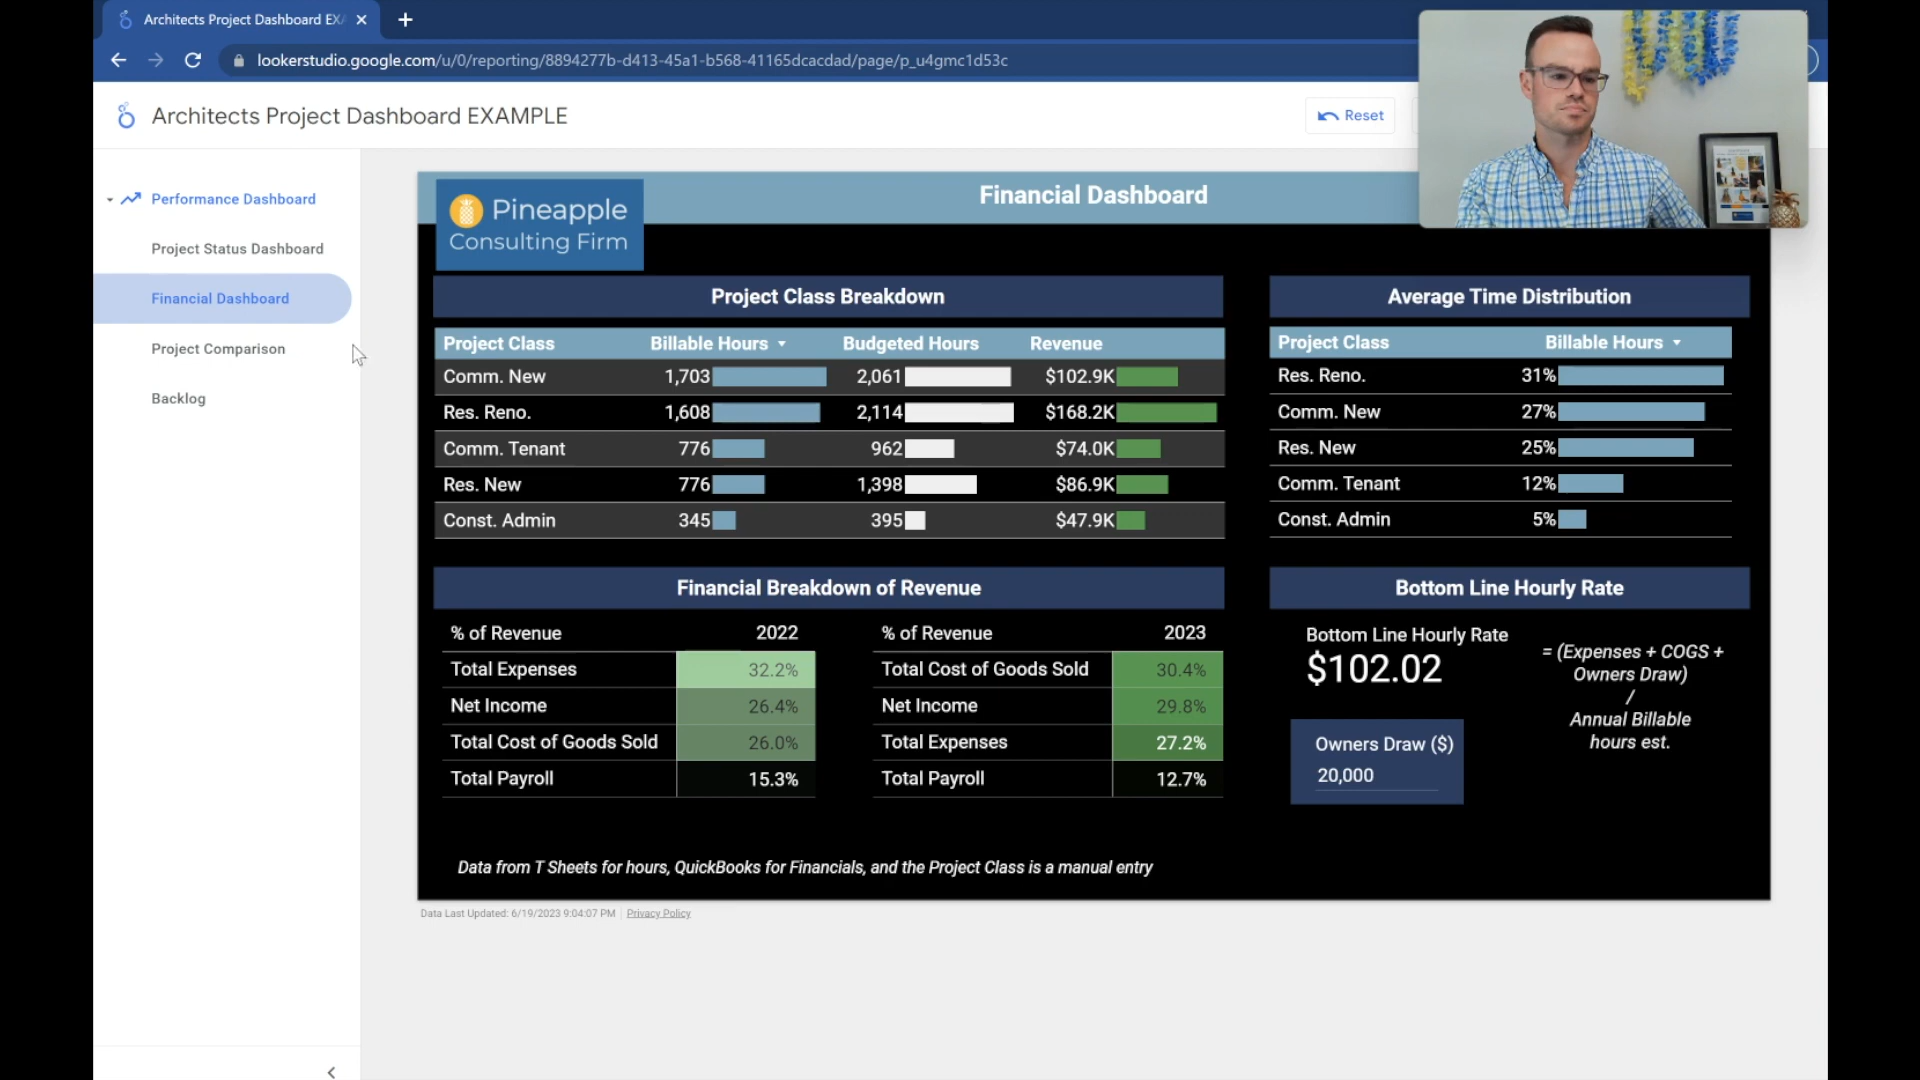 Architects Project Dashboard EX
lookerstudio.google.com/u/0/reporting/8894277b-d413-45a1-b568-41165dcacdad/page/p_u4gmc1d53c
Architects Project Dashboard EXAMPLE
Reset
Performance Dashboard
Project Status Dashboard
Financial Dashboard
Project Comparison
Backlog
Pineapple
Consulting Firm
Financial Dashboard
Project Class Breakdown
Project Class Billable Hours Budgeted Hours Revenue
Comm. New 1,703 2,061 $102.9K
Res. Reno. 1,608 2,114 $168.2K
Comm. Tenant 776 962 $74.0K
Res. New 776 1,398 $86.9K
Const. Admin 345 395 $47.9K
Average Time Distribution
Project Class Billable Hours
Res. Reno. 31%
Comm. New 27%
Res. New 25%
Comm. Tenant 12%
Const. Admin 5%
Financial Breakdown of Revenue
% of Revenue 2022
Total Expenses 32.2%
Net Income 26.4%
Total Cost of Goods Sold 26.0%
Total Payroll 15.3%
% of Revenue 2023
Total Cost of Goods Sold 30.4%
Net Income 29.8%
Total Expenses 27.2%
Total Payroll 12.7%
Bottom Line Hourly Rate
Bottom Line Hourly Rate
$102.02
= (Expenses + COGS +
Owners Draw)
/
Annual Billable
hours est.
Owners Draw ($)
20,000
Data from T Sheets for hours, QuickBooks for Financials, and the Project Class is a manual entry
Data Last Updated: 6/19/2023 9:04:07 PM Privacy Policy